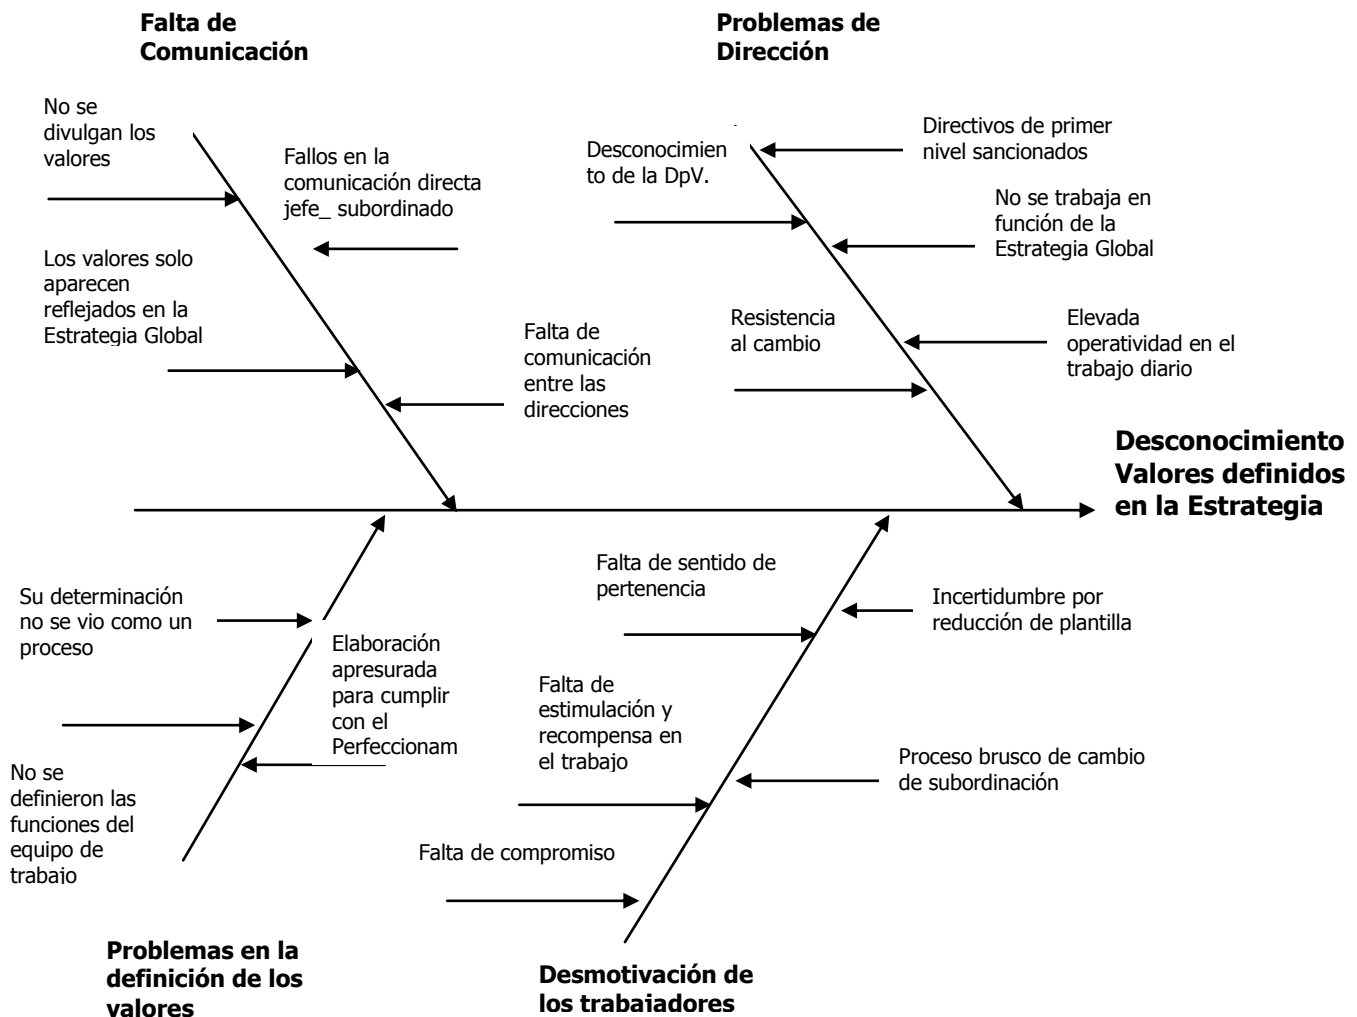 Falta de
Comunicación
Problemas de
Dirección
No se
divulgan los
valores
Fallos en la
comunicación directa
jefe_ subordinado
Desconocimien
to de la DpV.
Directivos de primer
nivel sancionados
No se trabaja en
función de la
Estrategia Global
Los valores solo
aparecen
reflejados en la
Estrategia Global
Falta de
comunicación
entre las
direcciones
Resistencia
al cambio
Elevada
operatividad en el
trabajo diario
Desconocimiento
Valores definidos
en la Estrategia
Su determinación
no se vio como un
proceso
Elaboración
apresurada
para cumplir
con el
Perfeccionam
Falta de sentido de
pertenencia
Incertidumbre por
reducción de plantilla
Falta de
estimulación y
recompensa en
el trabajo
Proceso brusco de cambio
de subordinación
No se
definieron las
funciones del
equipo de
trabajo
Falta de compromiso
Problemas en la
definición de los
valores
Desmotivación de
los trabajadores